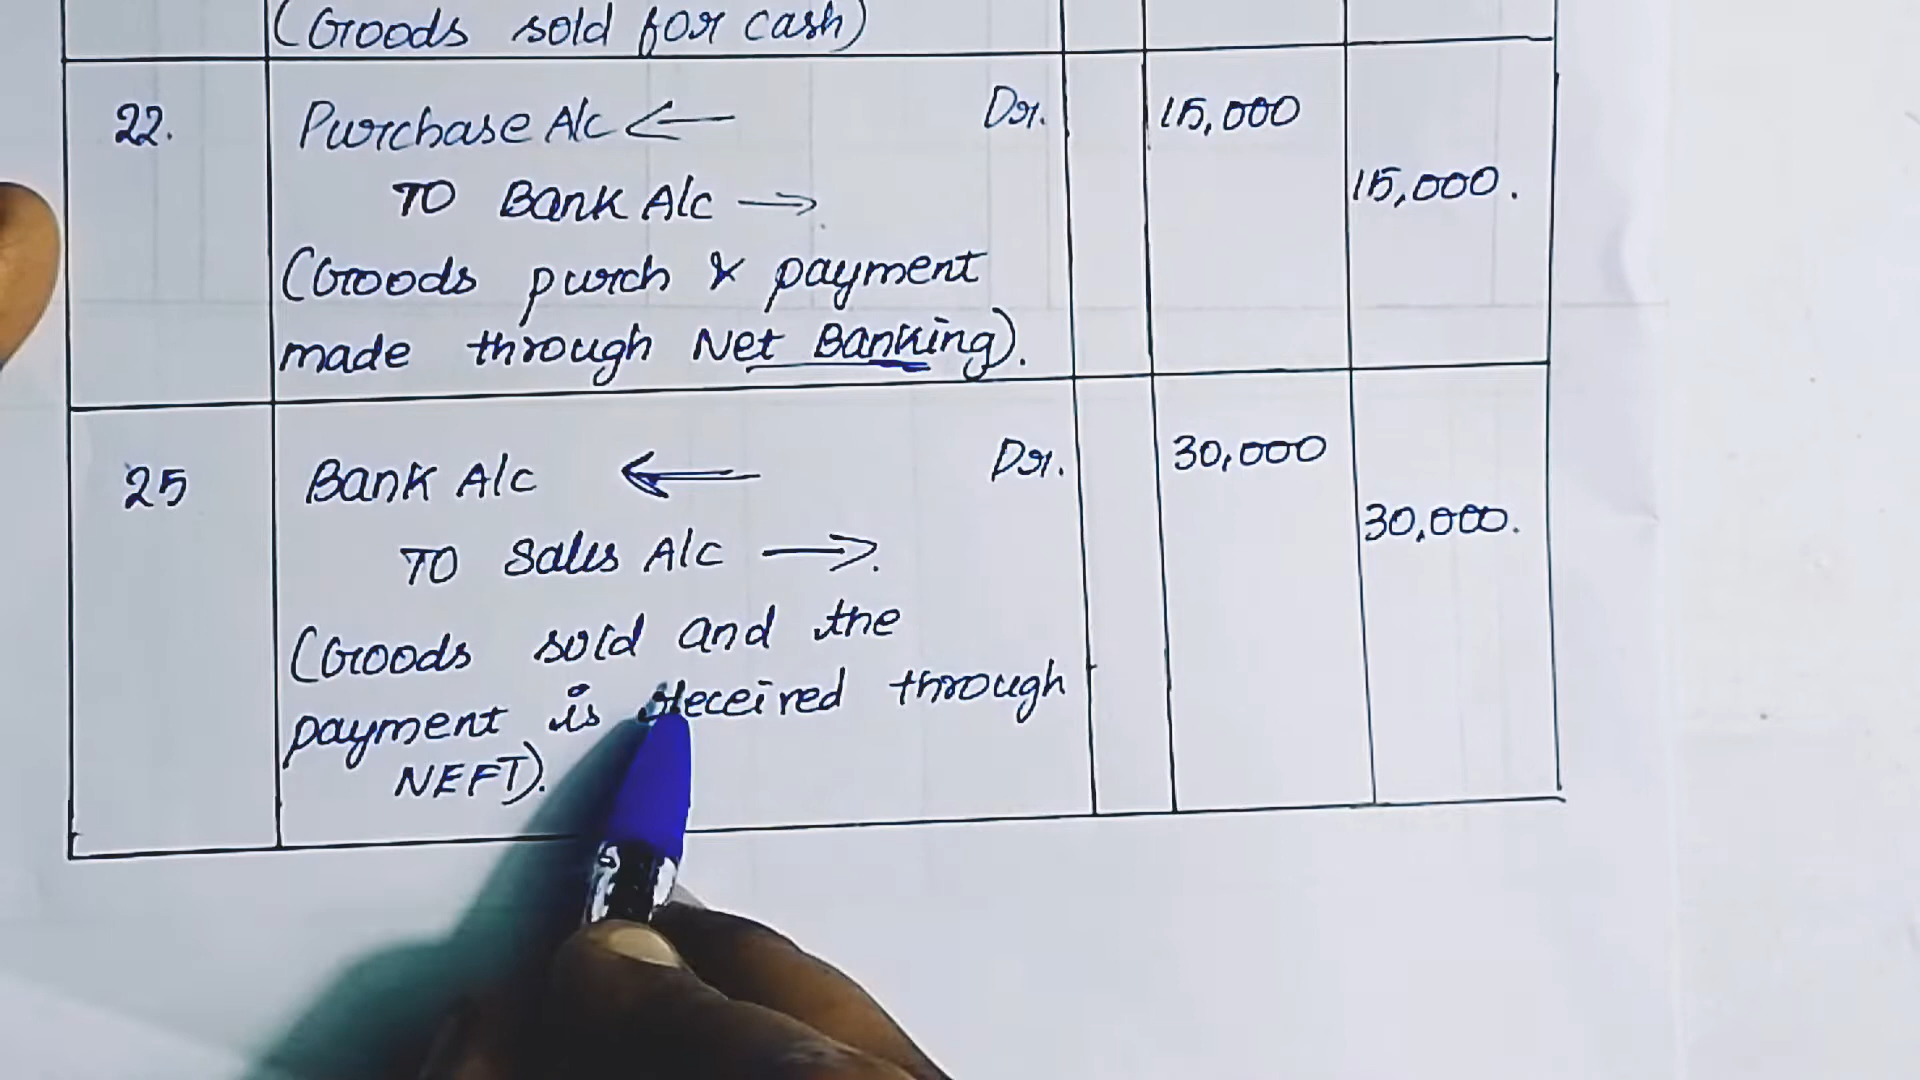 (Goods sold for cash)
22. Purchase A/c ← Dr. 15,000
TO Bank A/c → 15,000.
(Goods purch & payment
made through Net Banking).
25 Bank A/c ← Dr. 30,000
TO Sales A/c → 30,000.
(Goods sold and the
payment is received through
NEFT).